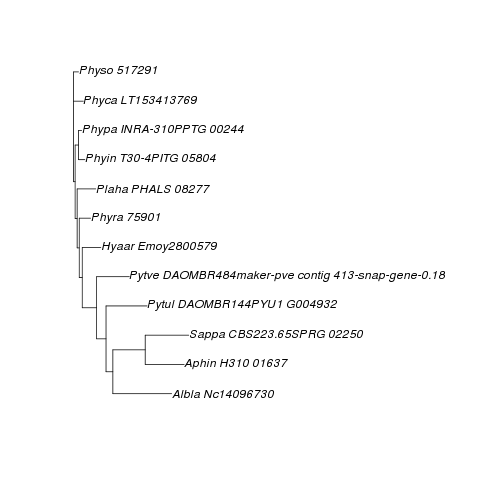 Physo 517291
Phyca LT153413769
Phypa INRA-310PPTG 00244
Phyin T30-4PITG 05804
Plaha PHALS 08277
Phyra 75901
Hyaar Emoy2800579
Pytve DAOMBR484maker-pve contig 413-snap-gene-0.18
Pytul DAOMBR144PYU1 G004932
Sappa CBS223.65SPRG 02250
Aphin H310 01637
Albla Nc14096730